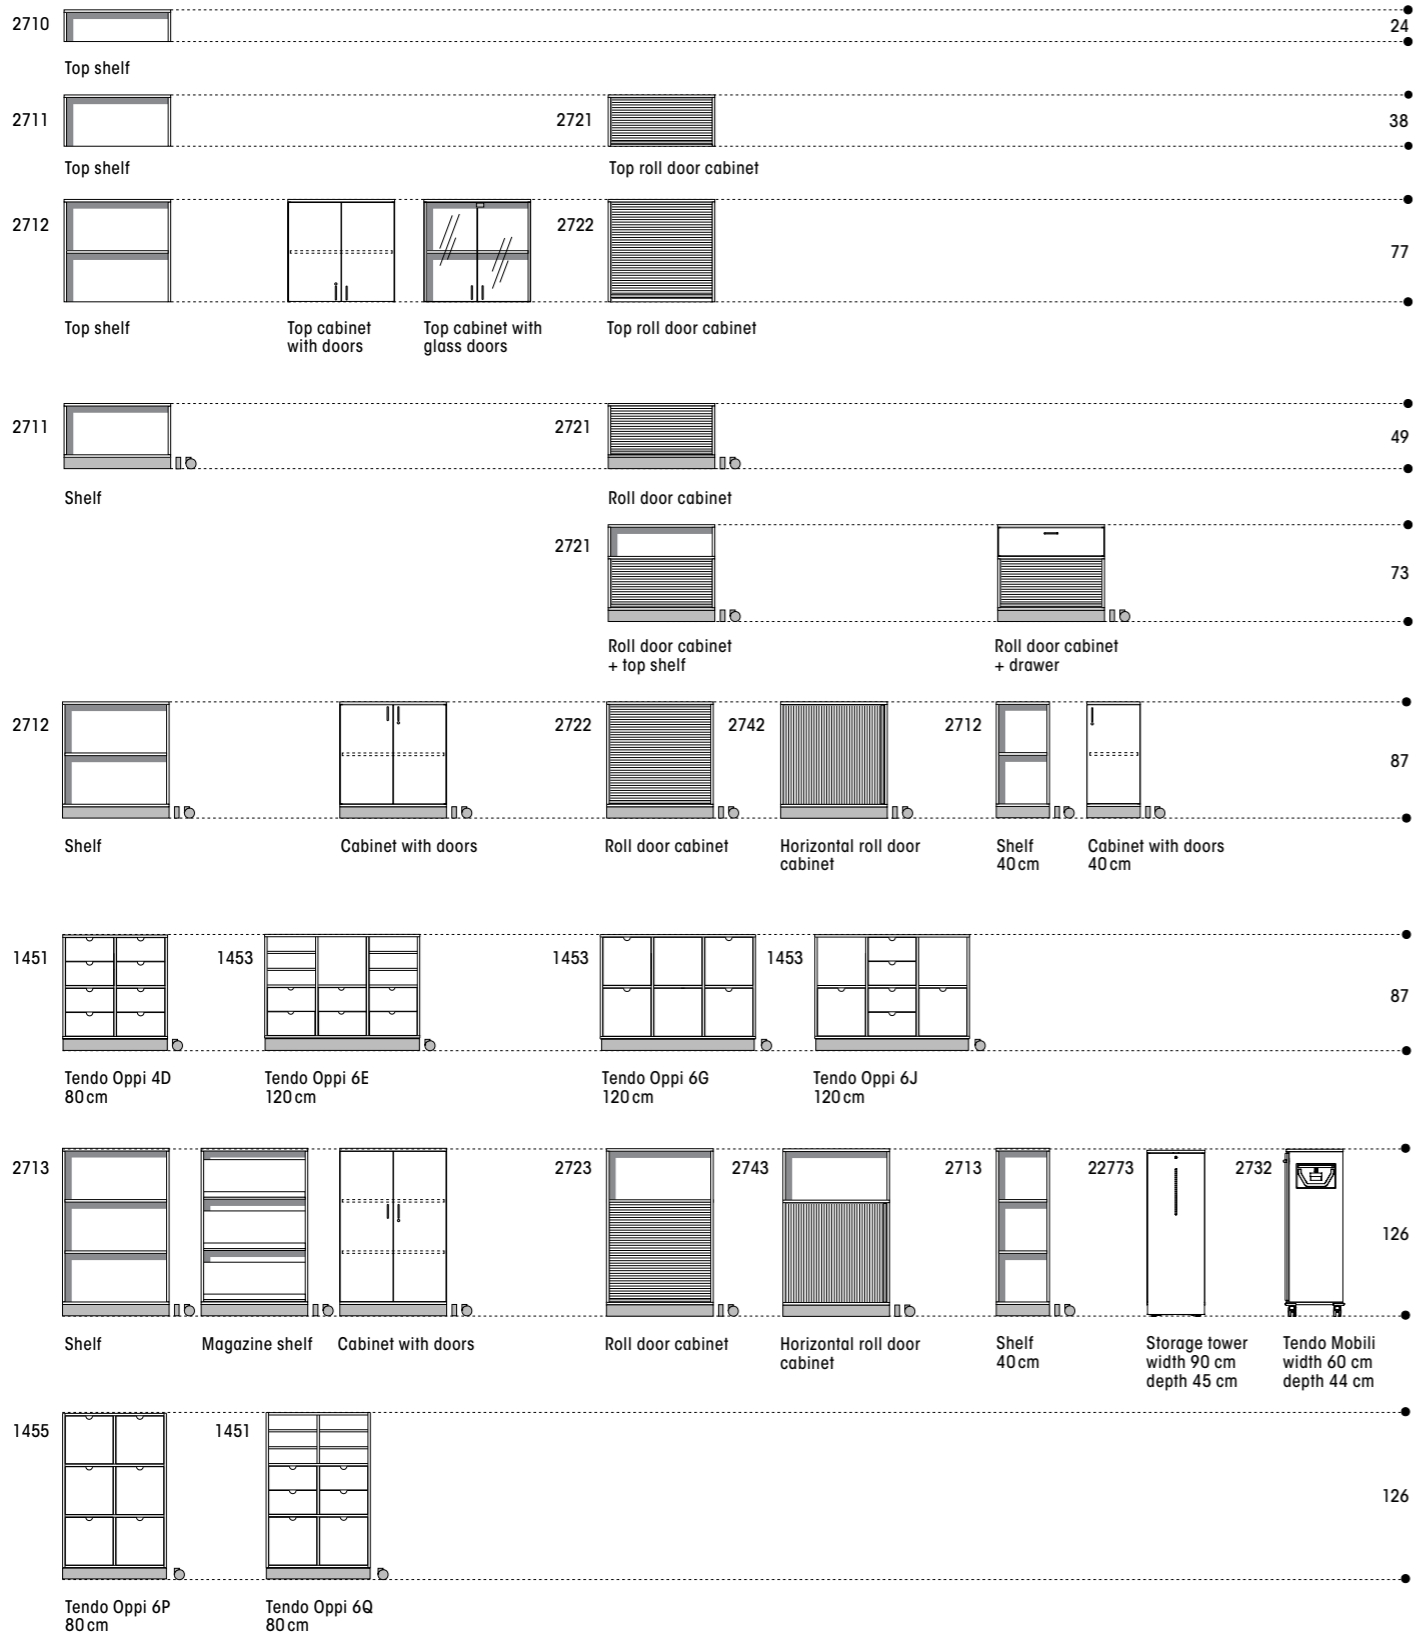 2710
24
Top shelf
2711
2721
38
Top shelf
Top roll door cabinet
2712
2722
77
Top shelf
Top cabinet
with doors
Top cabinet with
glass doors
Top roll door cabinet
2711
2721
49
Shelf
Roll door cabinet
2721
73
Roll door cabinet
+ top shelf
Roll door cabinet
+ drawer
2712
2722
2742
2712
87
Shelf
Cabinet with doors
Roll door cabinet
Horizontal roll door
cabinet
Shelf
40 cm
Cabinet with doors
40 cm
1451
1453
1453
1453
87
Tendo Oppi 4D
80 cm
Tendo Oppi 6E
120 cm
Tendo Oppi 6G
120 cm
Tendo Oppi 6J
120 cm
2713
2723
2743
2713
22773
2732
126
Shelf
Magazine shelf
Cabinet with doors
Roll door cabinet
Horizontal roll door
cabinet
Shelf
40 cm
Storage tower
width 90 cm
depth 45 cm
Tendo Mobili
width 60 cm
depth 44 cm
1455
1451
126
Tendo Oppi 6P
80 cm
Tendo Oppi 6Q
80 cm